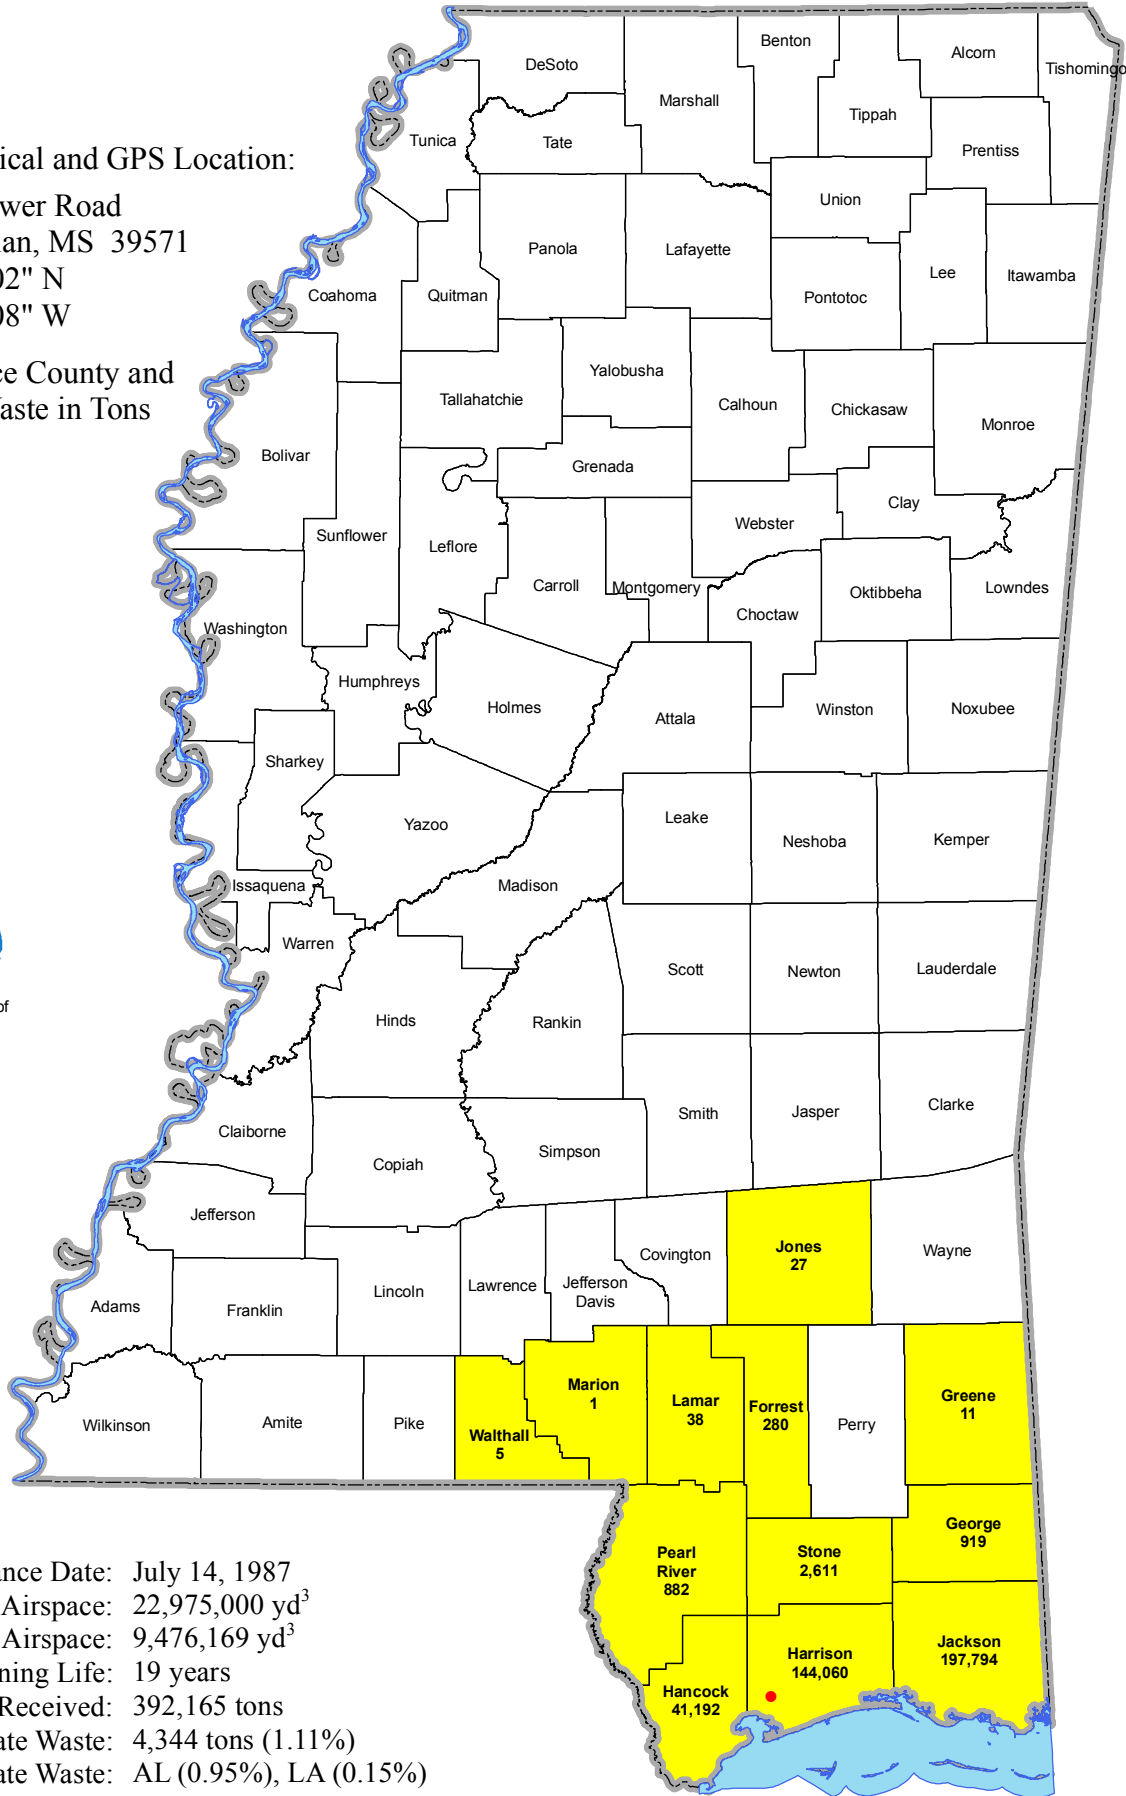 ical and GPS Location:
wer Road
an, MS 39571
02" N
08" W
ce County and
Waste in Tons
of
DeSoto
Benton
Alcorn
Tishomingo
Marshall
Tippah
Tunica
Tate
Prentiss
Union
Panola
Lafayette
Lee
Itawamba
Coahoma
Quitman
Pontotoc
Yalobusha
Tallahatchie
Calhoun
Chickasaw
Monroe
Bolivar
Grenada
Clay
Webster
Sunflower
Leflore
Carroll
Montgomery
Oktibbeha
Lowndes
Choctaw
Washington
Humphreys
Holmes
Attala
Winston
Noxubee
Sharkey
Leake
Yazoo
Neshoba
Kemper
Issaquena
Madison
Warren
Scott
Newton
Lauderdale
Hinds
Rankin
Smith
Jasper
Clarke
Claiborne
Copiah
Simpson
Jefferson
Covington
Jones
27
Wayne
Lincoln
Lawrence
Jefferson
Davis
Adams
Franklin
Marion
1
Lamar
38
Forrest
280
Greene
11
Wilkinson
Amite
Pike
Walthall
5
Perry
George
919
Pearl
River
882
Stone
2,611
Harrison
144,060
Jackson
197,794
Hancock
41,192
ance Date: July 14, 1987
Airspace: 22,975,000 yd³
Airspace: 9,476,169 yd³
ning Life: 19 years
Received: 392,165 tons
ate Waste: 4,344 tons (1.11%)
ate Waste: AL (0.95%), LA (0.15%)